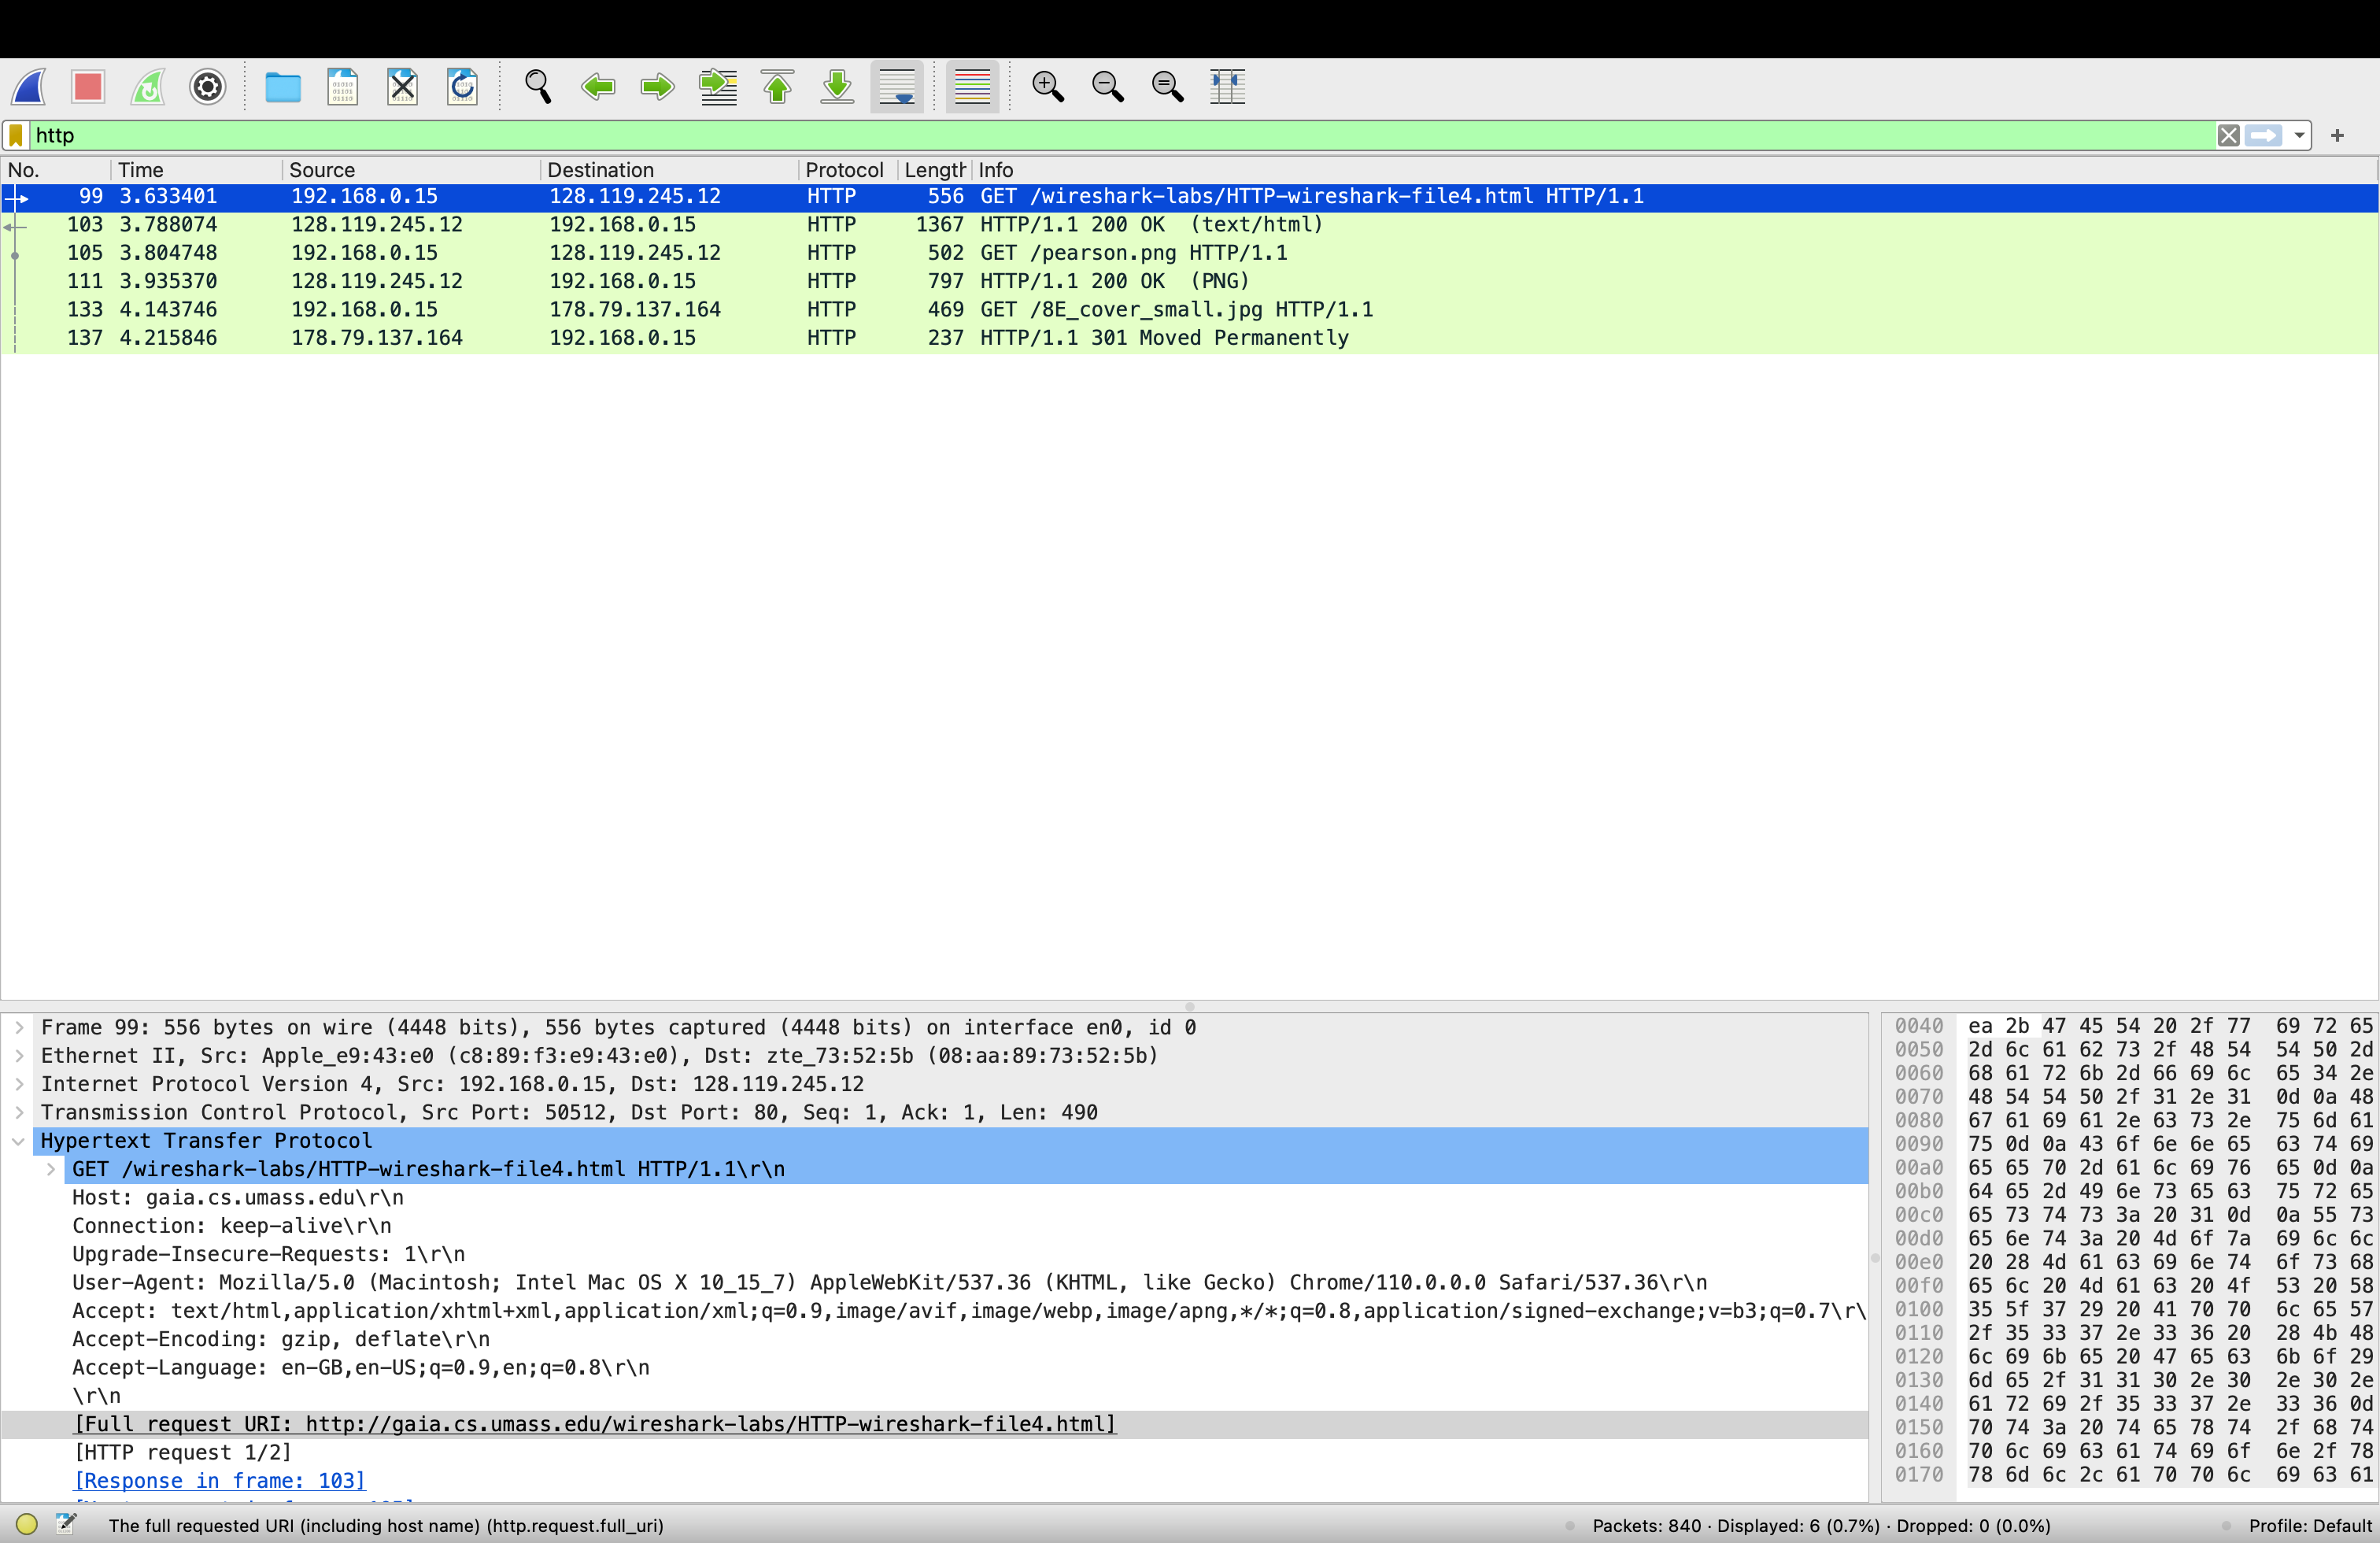 http
No. Time Source Destination Protocol Length Info
99 3.633401 192.168.0.15 128.119.245.12 HTTP 556 GET /wireshark-labs/HTTP-wireshark-file4.html HTTP/1.1
103 3.788074 128.119.245.12 192.168.0.15 HTTP 1367 HTTP/1.1 200 OK (text/html)
105 3.804748 192.168.0.15 128.119.245.12 HTTP 502 GET /pearson.png HTTP/1.1
111 3.935370 128.119.245.12 192.168.0.15 HTTP 797 HTTP/1.1 200 OK (PNG)
133 4.143746 192.168.0.15 178.79.137.164 HTTP 469 GET /8E_cover_small.jpg HTTP/1.1
137 4.215846 178.79.137.164 192.168.0.15 HTTP 237 HTTP/1.1 301 Moved Permanently
Frame 99: 556 bytes on wire (4448 bits), 556 bytes captured (4448 bits) on interface en0, id 0
Ethernet II, Src: Apple_e9:43:e0 (c8:89:f3:e9:43:e0), Dst: zte_73:52:5b (08:aa:89:73:52:5b)
Internet Protocol Version 4, Src: 192.168.0.15, Dst: 128.119.245.12
Transmission Control Protocol, Src Port: 50512, Dst Port: 80, Seq: 1, Ack: 1, Len: 490
Hypertext Transfer Protocol
GET /wireshark-labs/HTTP-wireshark-file4.html HTTP/1.1\r\n
Host: gaia.cs.umass.edu\r\n
Connection: keep-alive\r\n
Upgrade-Insecure-Requests: 1\r\n
User-Agent: Mozilla/5.0 (Macintosh; Intel Mac OS X 10_15_7) AppleWebKit/537.36 (KHTML, like Gecko) Chrome/110.0.0.0 Safari/537.36\r\n
Accept: text/html,application/xhtml+xml,application/xml;q=0.9,image/avif,image/webp,image/apng,*/*;q=0.8,application/signed-exchange;v=b3;q=0.7\r\
Accept-Encoding: gzip, deflate\r\n
Accept-Language: en-GB,en-US;q=0.9,en;q=0.8\r\n
\r\n
[Full request URI: http://gaia.cs.umass.edu/wireshark-labs/HTTP-wireshark-file4.html]
[HTTP request 1/2]
[Response in frame: 103]
0040 ea 2b 47 45 54 20 2f 77 69 72 65
0050 2d 6c 61 62 73 2f 48 54 54 50 2d
0060 68 61 72 6b 2d 66 69 6c 65 34 2e
0070 48 54 54 50 2f 31 2e 31 0d 0a 48
0080 67 61 69 61 2e 63 73 2e 75 6d 61
0090 75 0d 0a 43 6f 6e 6e 65 63 74 69
00a0 65 65 70 2d 61 6c 69 76 65 0d 0a
00b0 64 65 2d 49 6e 73 65 63 75 72 65
00c0 65 73 74 73 3a 20 31 0d 0a 55 73
00d0 65 6e 74 3a 20 4d 6f 7a 69 6c 6c
00e0 20 28 4d 61 63 69 6e 74 6f 73 68
00f0 65 6c 20 4d 61 63 20 4f 53 20 58
0100 35 5f 37 29 20 41 70 70 6c 65 57
0110 2f 35 33 37 2e 33 36 20 28 4b 48
0120 6c 69 6b 65 20 47 65 63 6b 6f 29
0130 6d 65 2f 31 31 30 2e 30 2e 30 2e
0140 61 72 69 2f 35 33 37 2e 33 36 0d
0150 70 74 3a 20 74 65 78 74 2f 68 74
0160 70 6c 69 63 61 74 69 6f 6e 2f 78
0170 78 6d 6c 2c 61 70 70 6c 69 63 61
The full requested URI (including host name) (http.request.full_uri)
Packets: 840 · Displayed: 6 (0.7%) · Dropped: 0 (0.0%)
Profile: Default